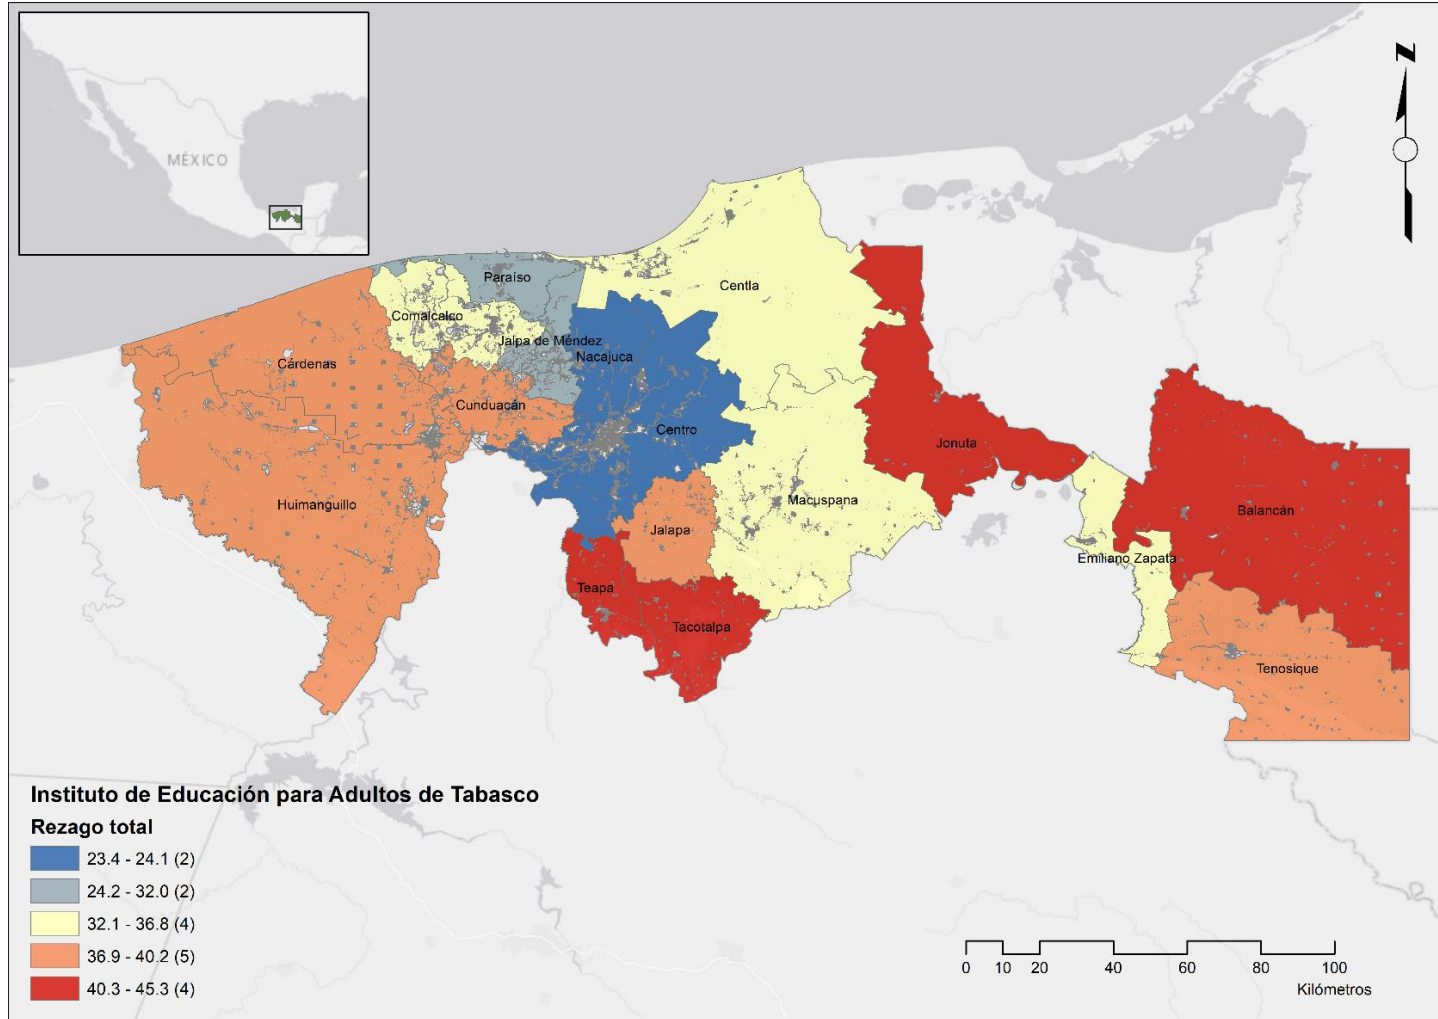 MÉXICO
N
Paraíso
Centla
Comalcalco
Jalpa de Méndez
Nacajuca
Cárdenas
Cunduacán
Centro
Jonuta
Macuspana
Huimanguillo
Balancán
Jalapa
Emiliano Zapata
Teapa
Tacotalpa
Tenosique
Instituto de Educación para Adultos de Tabasco
Rezago total
23.4 - 24.1 (2)
24.2 - 32.0 (2)
32.1 - 36.8 (4)
36.9 - 40.2 (5)
40.3 - 45.3 (4)
0 10 20 40 60 80 100
Kilómetros